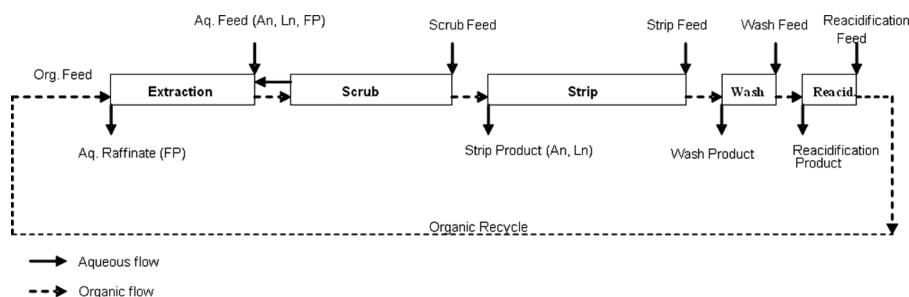 Aq. Feed (An, Ln, FP)
Scrub Feed
Strip Feed
Wash Feed
Reacidification
Feed
Org. Feed
Extraction
Scrub
Strip
Wash
Reacid.
Aq. Raffinate (FP)
Strip Product (An, Ln)
Wash Product
Reacidification
Product
Organic Recycle
Aqueous flow
Organic flow